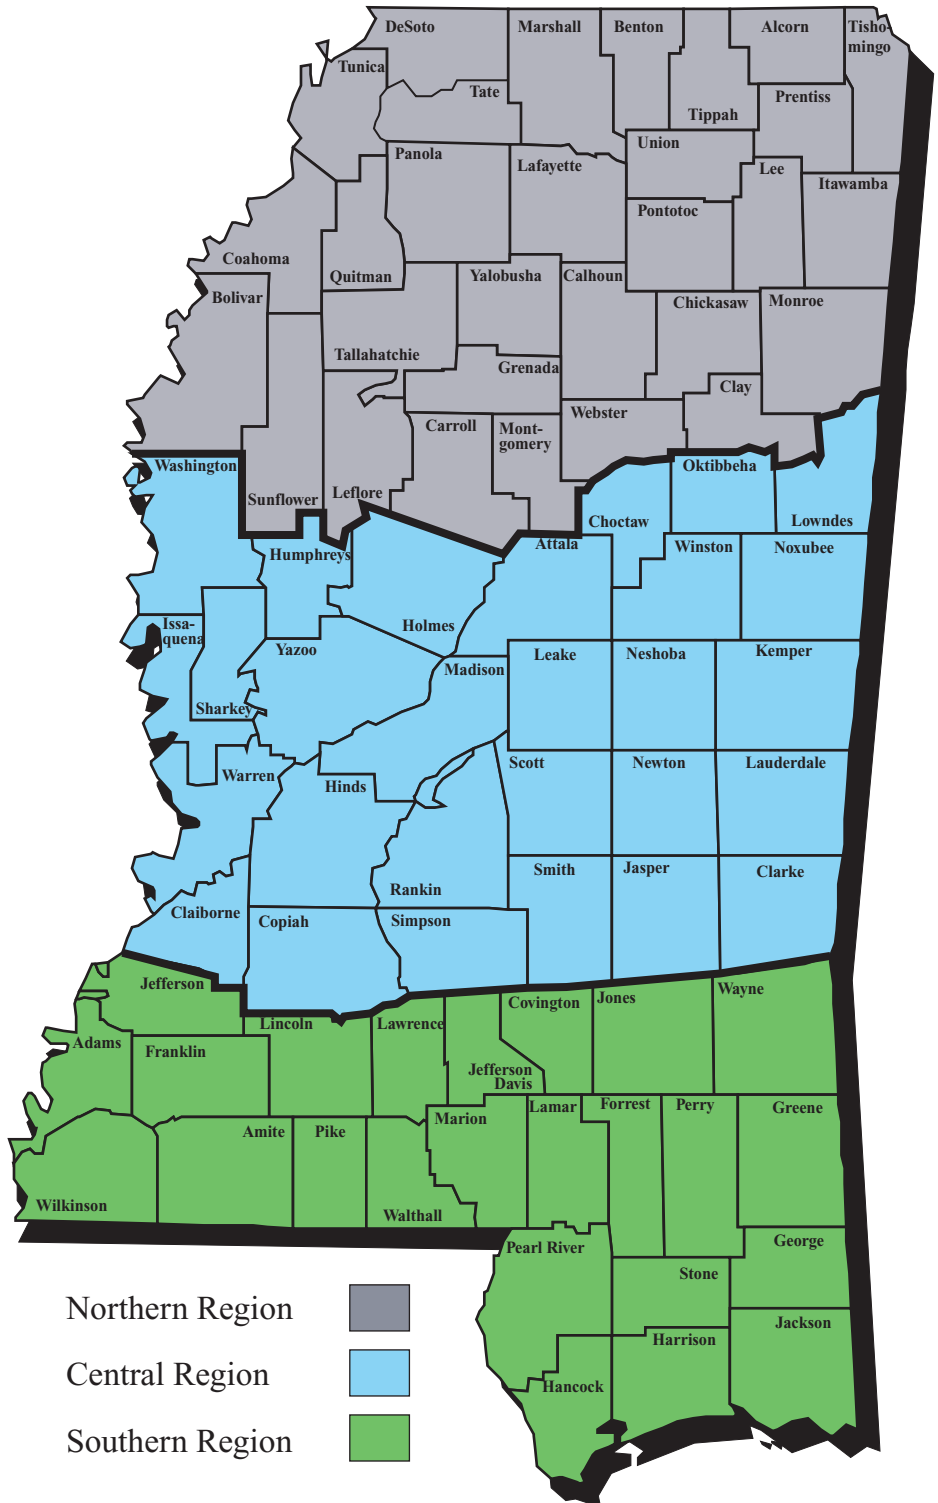 DeSoto
Marshall
Benton
Alcorn
Tisho-
mingo
Tunica
Tate
Prentiss
Tippah
Union
Panola
Lafayette
Lee
Itawamba
Pontotoc
Coahoma
Quitman
Yalobusha
Calhoun
Bolivar
Chickasaw
Monroe
Tallahatchie
Grenada
Clay
Webster
Carroll
Mont-
gomery
Washington
Oktibbeha
Sunflower
Leflore
Choctaw
Lowndes
Attala
Humphreys
Winston
Noxubee
Issa-
quena
Holmes
Yazoo
Leake
Neshoba
Kemper
Madison
Sharkey
Scott
Newton
Lauderdale
Warren
Hinds
Smith
Jasper
Clarke
Rankin
Claiborne
Copiah
Simpson
Jefferson
Covington
Jones
Wayne
Lincoln
Lawrence
Adams
Franklin
Jefferson
Davis
Marion
Lamar
Forrest
Perry
Greene
Amite
Pike
Wilkinson
Walthall
Pearl River
George
Stone
Jackson
Harrison
Hancock
Northern Region
Central Region
Southern Region